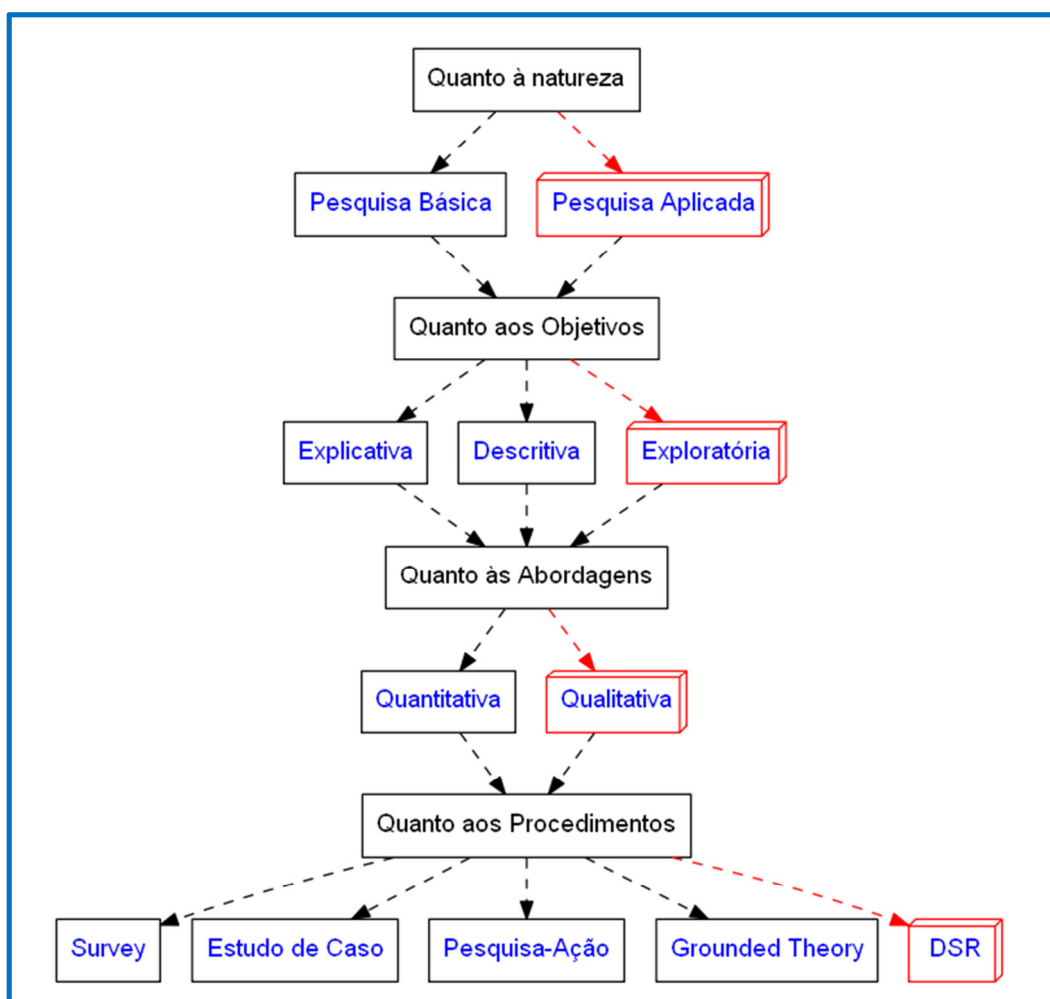 Quanto à natureza
Pesquisa Básica
Pesquisa Aplicada
Quanto aos Objetivos
Explicativa
Descritiva
Exploratória
Quanto às Abordagens
Quantitativa
Qualitativa
Quanto aos Procedimentos
Survey
Estudo de Caso
Pesquisa-Ação
Grounded Theory
DSR